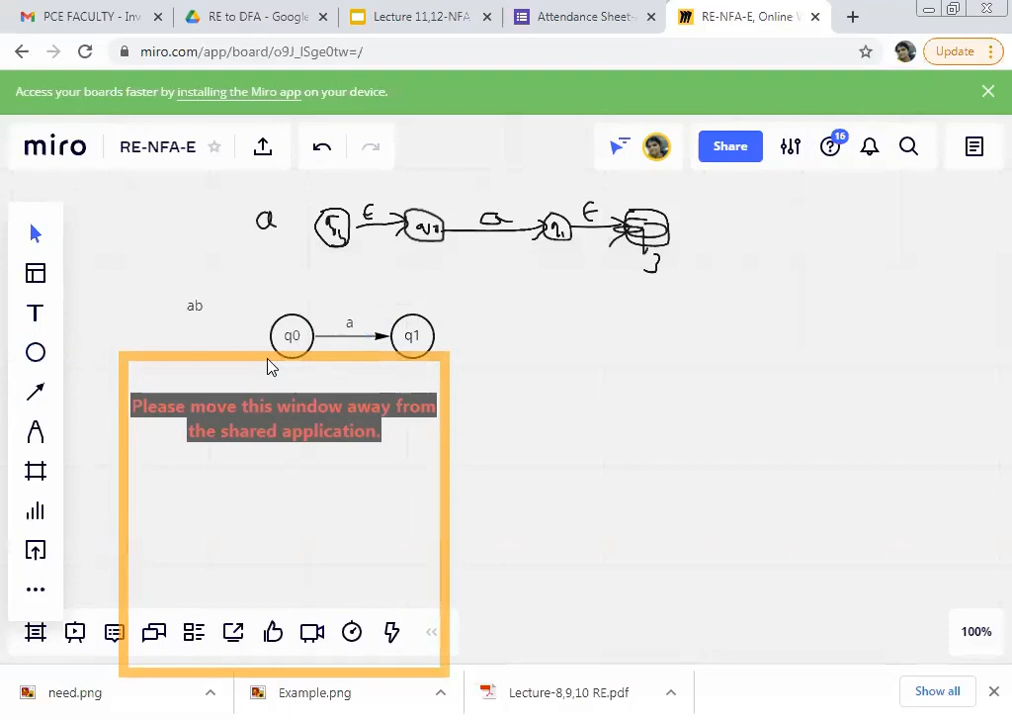 PCE FACULTY - Inv
RE to DFA - Google
Lecture 11,12-NFA
Attendance Sheet-
RE-NFA-E, Online W
miro.com/app/board/o9J_lSge0tw=/
Update
Access your boards faster by installing the Miro app on your device.
miro
RE-NFA-E
Share
16
a
ε
a
q1
ε
3
ab
q0
a
q1
Please move this window away from
the shared application.
100%
need.png
Example.png
Lecture-8,9,10 RE.pdf
Show all